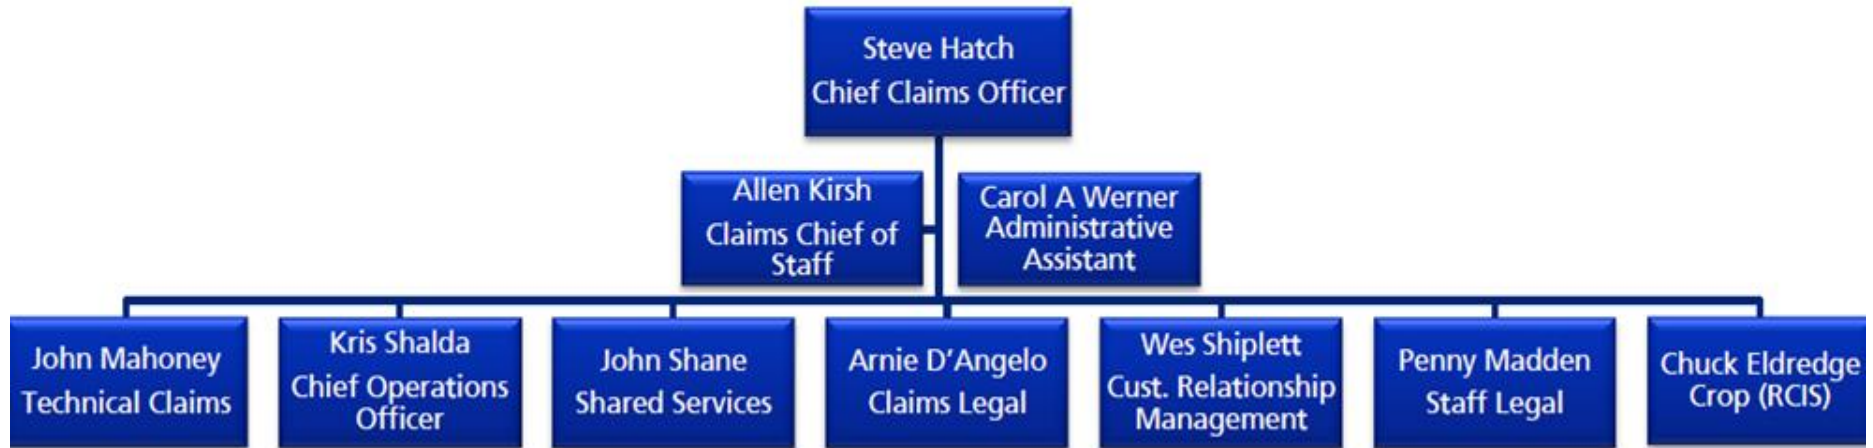 Steve Hatch
Chief Claims Officer
Allen Kirsh
Claims Chief of
Staff
Carol A Werner
Administrative
Assistant
John Mahoney
Technical Claims
Kris Shalda
Chief Operations
Officer
John Shane
Shared Services
Arnie D’Angelo
Claims Legal
Wes Shiplett
Cust. Relationship
Management
Penny Madden
Staff Legal
Chuck Eldredge
Crop (RCIS)